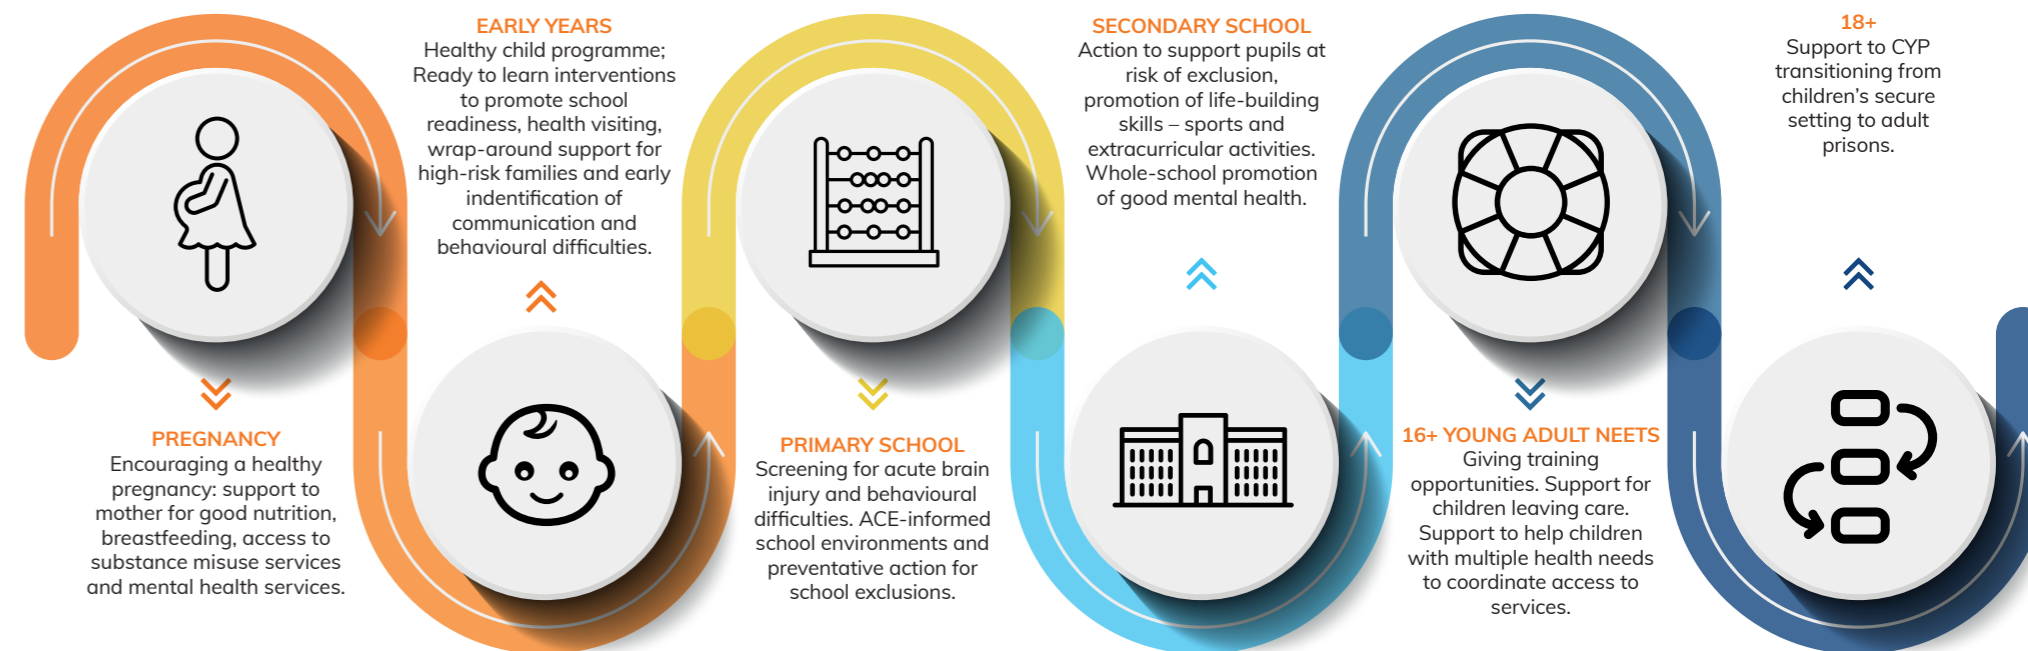 PREGNANCY
Encouraging a healthy
pregnancy: support to
mother for good nutrition,
breastfeeding, access to
substance misuse services
and mental health services.
EARLY YEARS
Healthy child programme;
Ready to learn interventions
to promote school
readiness, health visiting,
wrap-around support for
high-risk families and early
indentification of
communication and
behavioural difficulties.
PRIMARY SCHOOL
Screening for acute brain
injury and behavioural
difficulties. ACE-informed
school environments and
preventative action for
school exclusions.
SECONDARY SCHOOL
Action to support pupils at
risk of exclusion,
promotion of life-building
skills – sports and
extracurricular activities.
Whole-school promotion
of good mental health.
16+ YOUNG ADULT NEETS
Giving training
opportunities. Support for
children leaving care.
Support to help children
with multiple health needs
to coordinate access to
services.
18+
Support to CYP
transitioning from
children’s secure
setting to adult
prisons.